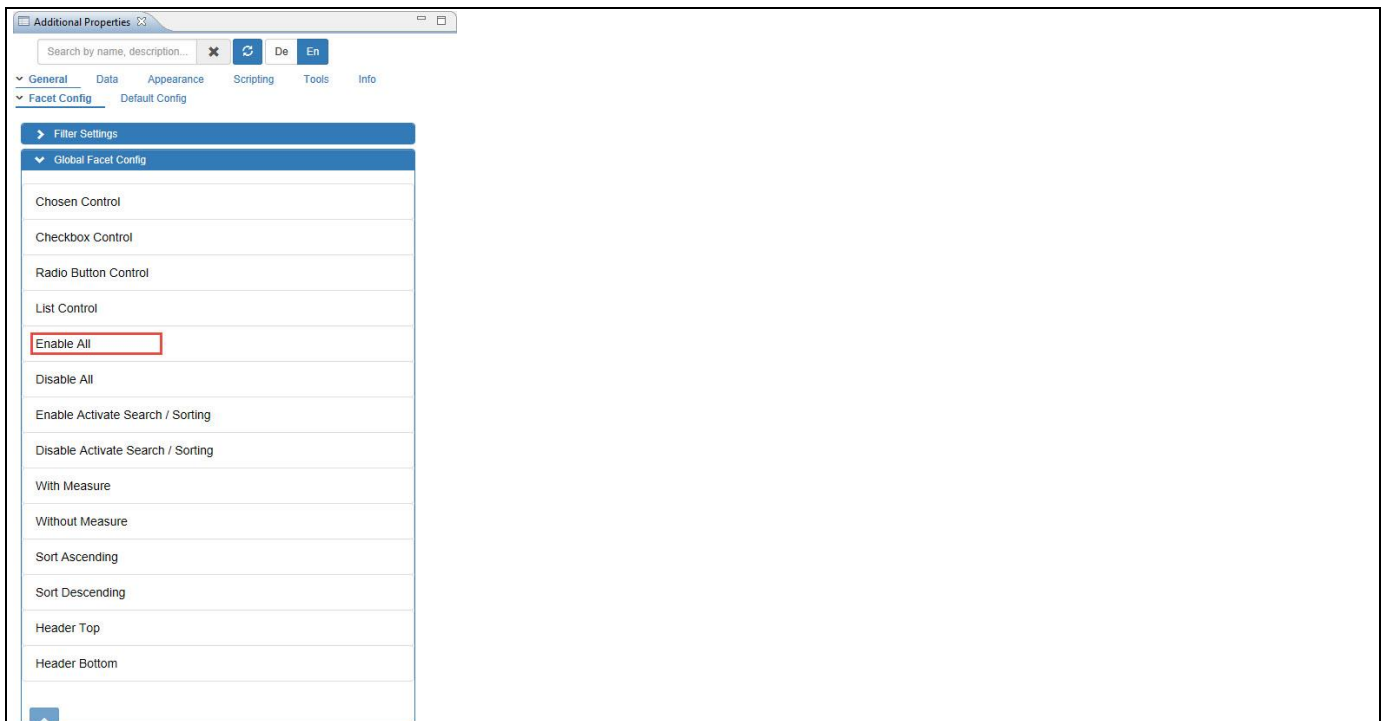 Additional Properties
Search by name, description... De En
General Data Appearance Scripting Tools Info
Facet Config Default Config
Filter Settings
Global Facet Config
Chosen Control
Checkbox Control
Radio Button Control
List Control
Enable All
Disable All
Enable Activate Search / Sorting
Disable Activate Search / Sorting
With Measure
Without Measure
Sort Ascending
Sort Descending
Header Top
Header Bottom